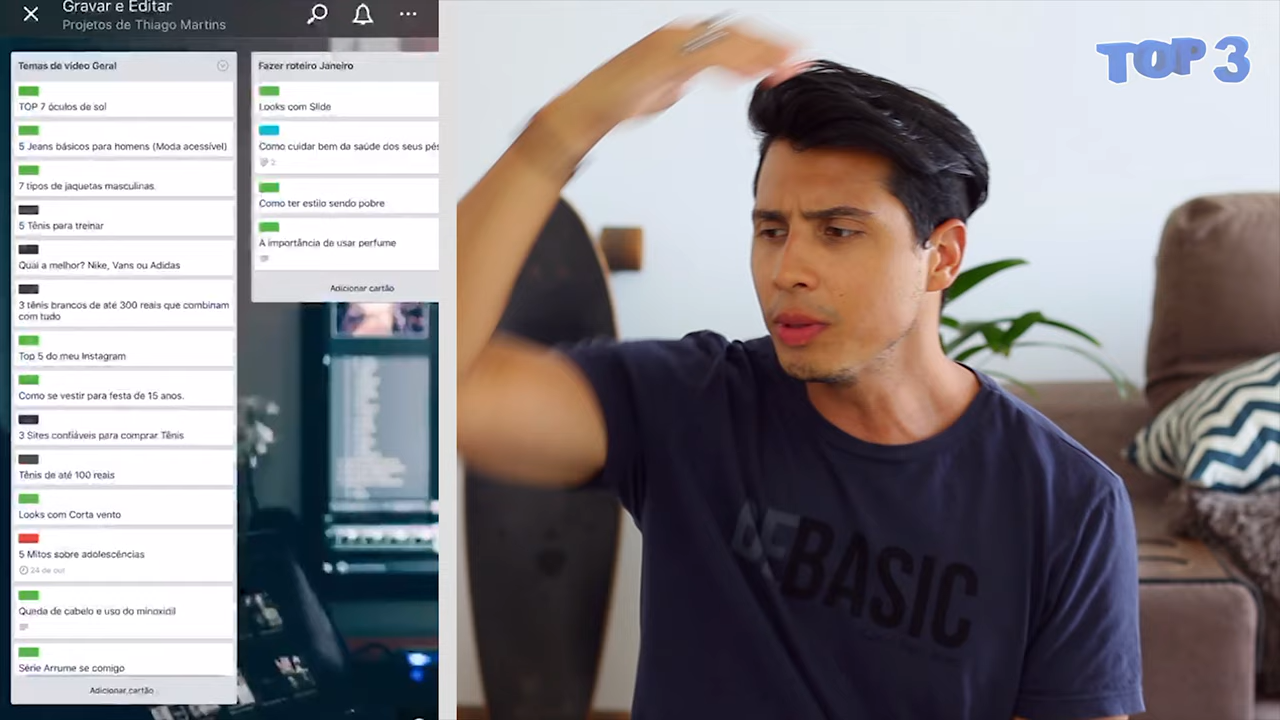 Gravar e Editar
Projetos de Thiago Martins
Temas de vídeo Geral
TOP 7 óculos de sol
5 Jeans básicos para homens (Moda acessível)
7 tipos de jaquetas masculinas.
5 Tênis para treinar
Qual a melhor? Nike, Vans ou Adidas
3 tênis brancos de até 300 reais que combinam
com tudo
Top 5 do meu Instagram
Como se vestir para festa de 15 anos.
3 Sites confiáveis para comprar Tênis
Tênis de até 100 reais
Looks com Corta vento
5 Mitos sobre adolescências
24 de out
Queda de cabelo e uso do minoxidil
Série Arrume se comigo
Adicionar cartão
Fazer roteiro Janeiro
Looks com Slide
Como cuidar bem da saúde dos seus pés
2
Como ter estilo sendo pobre
A importância de usar perfume
Adicionar cartão
TOP 3
BEBASIC